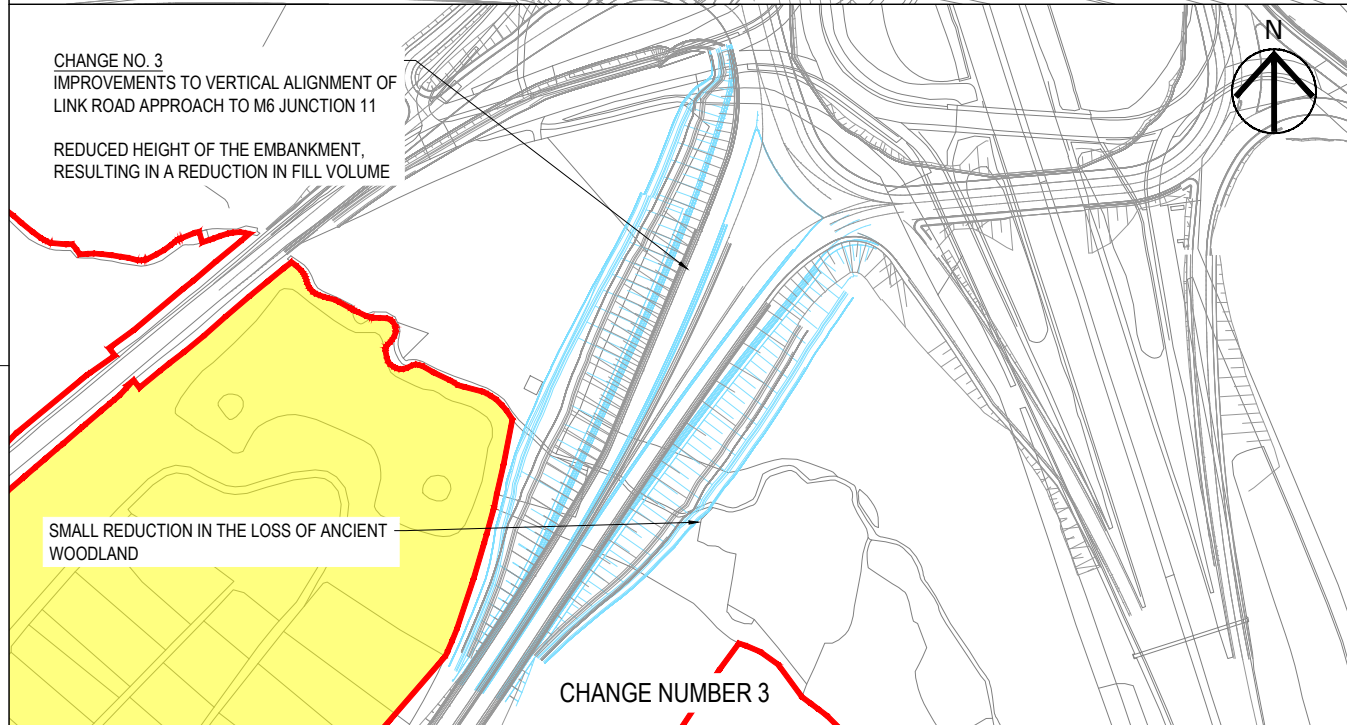 CHANGE NO. 3
IMPROVEMENTS TO VERTICAL ALIGNMENT OF
LINK ROAD APPROACH TO M6 JUNCTION 11
REDUCED HEIGHT OF THE EMBANKMENT,
RESULTING IN A REDUCTION IN FILL VOLUME
N
SMALL REDUCTION IN THE LOSS OF ANCIENT
WOODLAND
CHANGE NUMBER 3